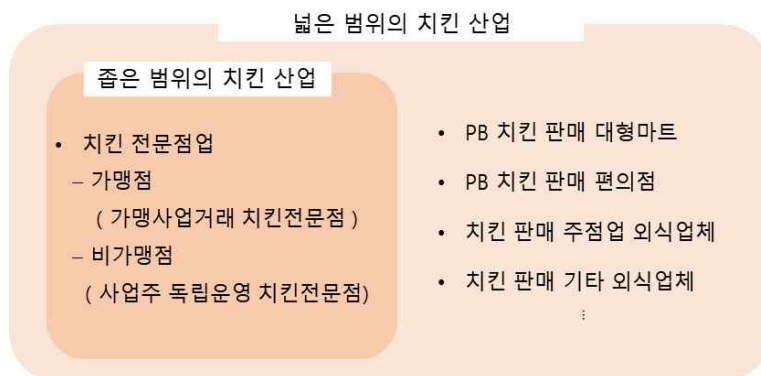 넓은 범위의 치킨 산업
좁은 범위의 치킨 산업
• 치킨 전문점업
– 가맹점
( 가맹사업거래 치킨전문점 )
– 비가맹점
( 사업주 독립운영 치킨전문점)
• PB 치킨 판매 대형마트
• PB 치킨 판매 편의점
• 치킨 판매 주점업 외식업체
• 치킨 판매 기타 외식업체
⋮